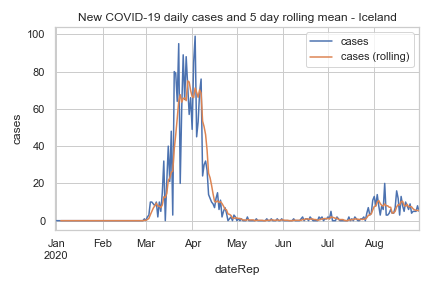 New COVID-19 daily cases and 5 day rolling mean - Iceland
cases
cases (rolling)
100
80
60
40
20
0
cases
Jan Feb Mar Apr May Jun Jul Aug
2020
dateRep